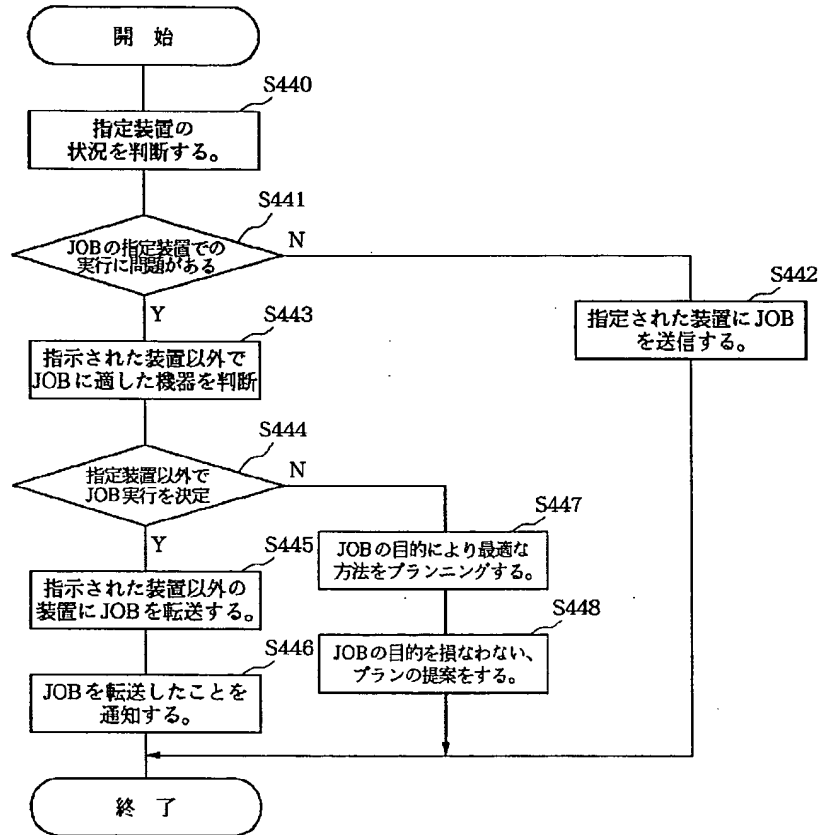 開 始
S440
指定装置の
状況を判断する。
S441
JOBの指定装置での
実行に問題がある
N
Y
S442
指定された装置にJOB
を送信する。
S443
指示された装置以外で
JOBに適した機器を判断
S444
指定装置以外で
JOB実行を決定
N
Y
S447
JOBの目的により最適な
方法をプランニングする。
S445
指示された装置以外の
装置にJOBを転送する。
S448
JOBの目的を損なわない、
プランの提案をする。
S446
JOBを転送したことを
通知する。
終 了